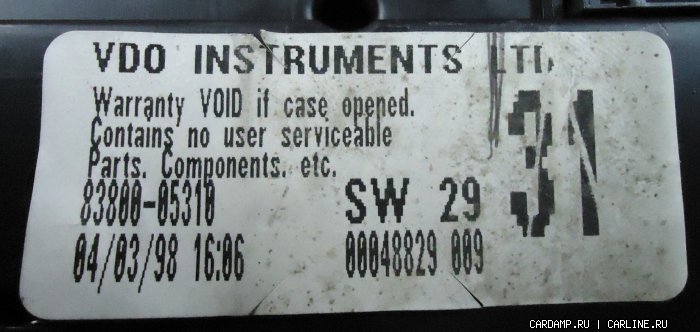 VDO INSTRUMENTS LTD
31
Warranty VOID if case opened.
Contains no user serviceable
Parts. Components. etc.
83800-05310
SW 29
04/03/98 16:06
00048829 009
CARDAMP.RU | CARLINE.RU